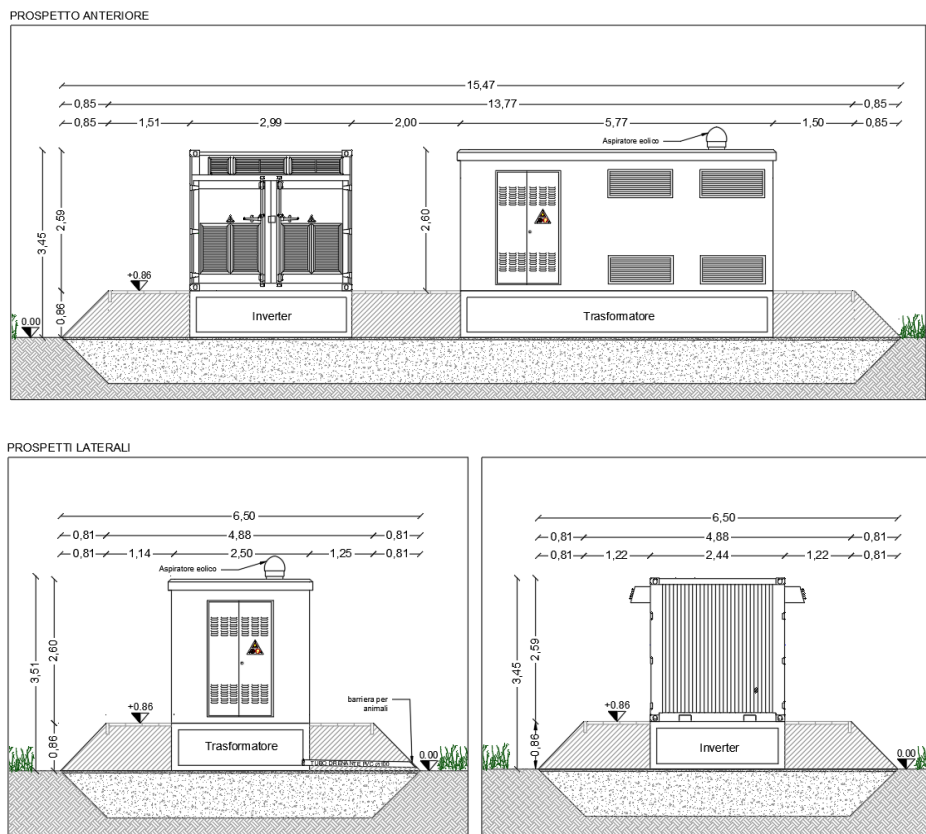 PROSPETTO ANTERIORE
15,47
0,85 13,77 0,85
0,85 1,51 2,99 2,00 5,77 1,50 0,85
Aspiratore eolico
3,45 2,59 2,60
+0.86
0,86
0.00
Inverter Trasformatore
PROSPETTI LATERALI
6,50
0,81 4,88 0,81
0,81 1,14 2,50 1,25 0,81
Aspiratore eolico
3,51 2,60
+0.86
barriera per
animali
0,86
Trasformatore
0.00
6,50
0,81 4,88 0,81
0,81 1,22 2,44 1,22 0,81
3,45 2,59
+0.86
0,86
Inverter
0.00